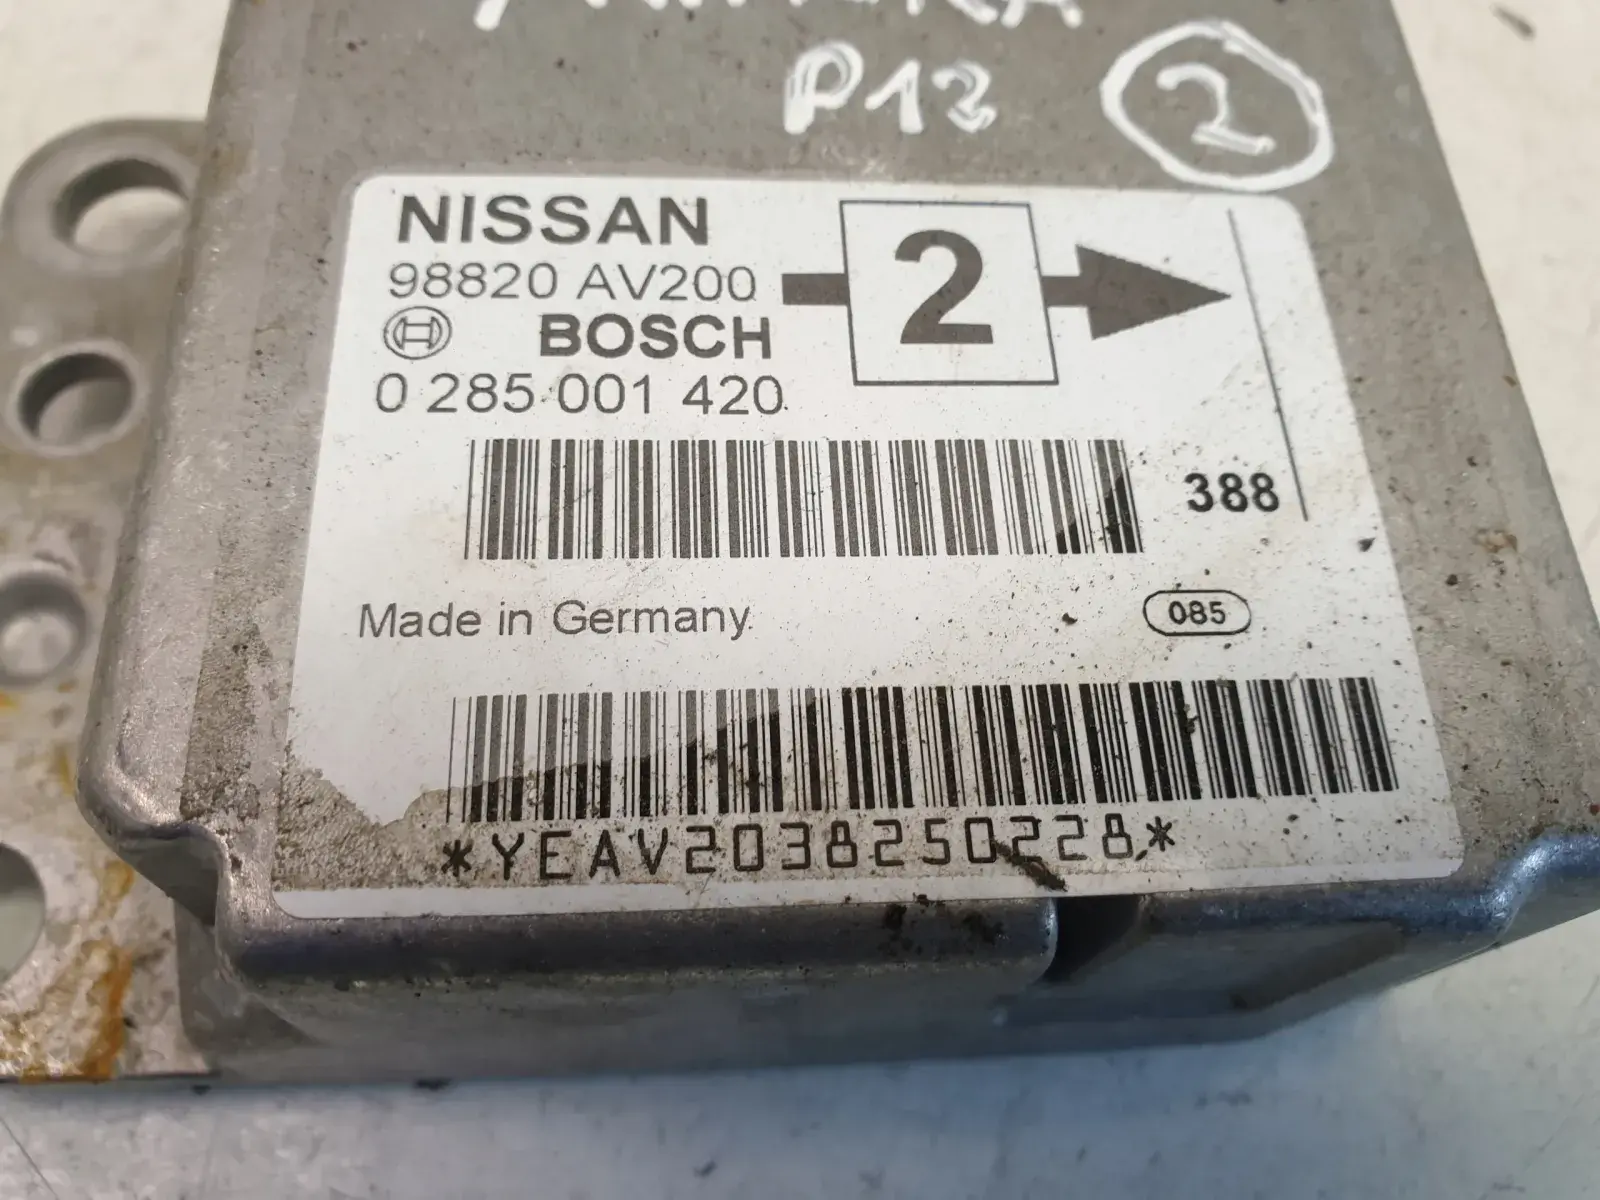 P12 2
NISSAN
98820 AV200
2
BOSCH
0 285 001 420
388
Made in Germany
085
*YEAV2038250228*